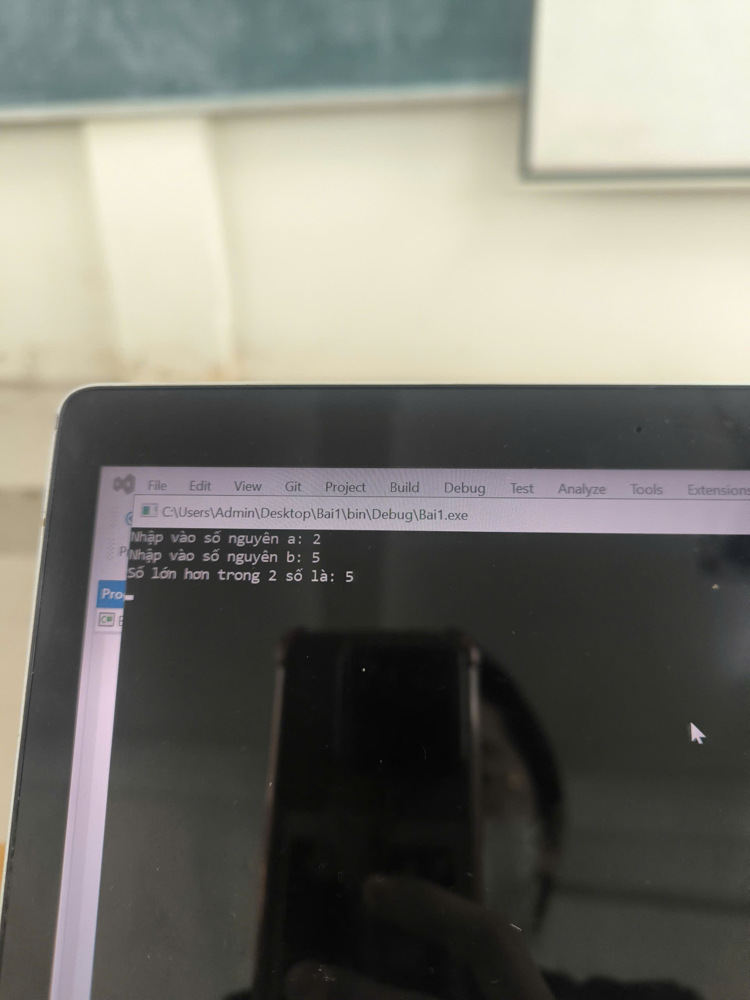 File Edit View Git Project Build Debug Test Analyze Tools Extensions
C:\Users\Admin\Desktop\Bai1\bin\Debug\Bai1.exe
Nhập vào số nguyên a: 2
Nhập vào số nguyên b: 5
Số lớn hơn trong 2 số là: 5
Pro
C#